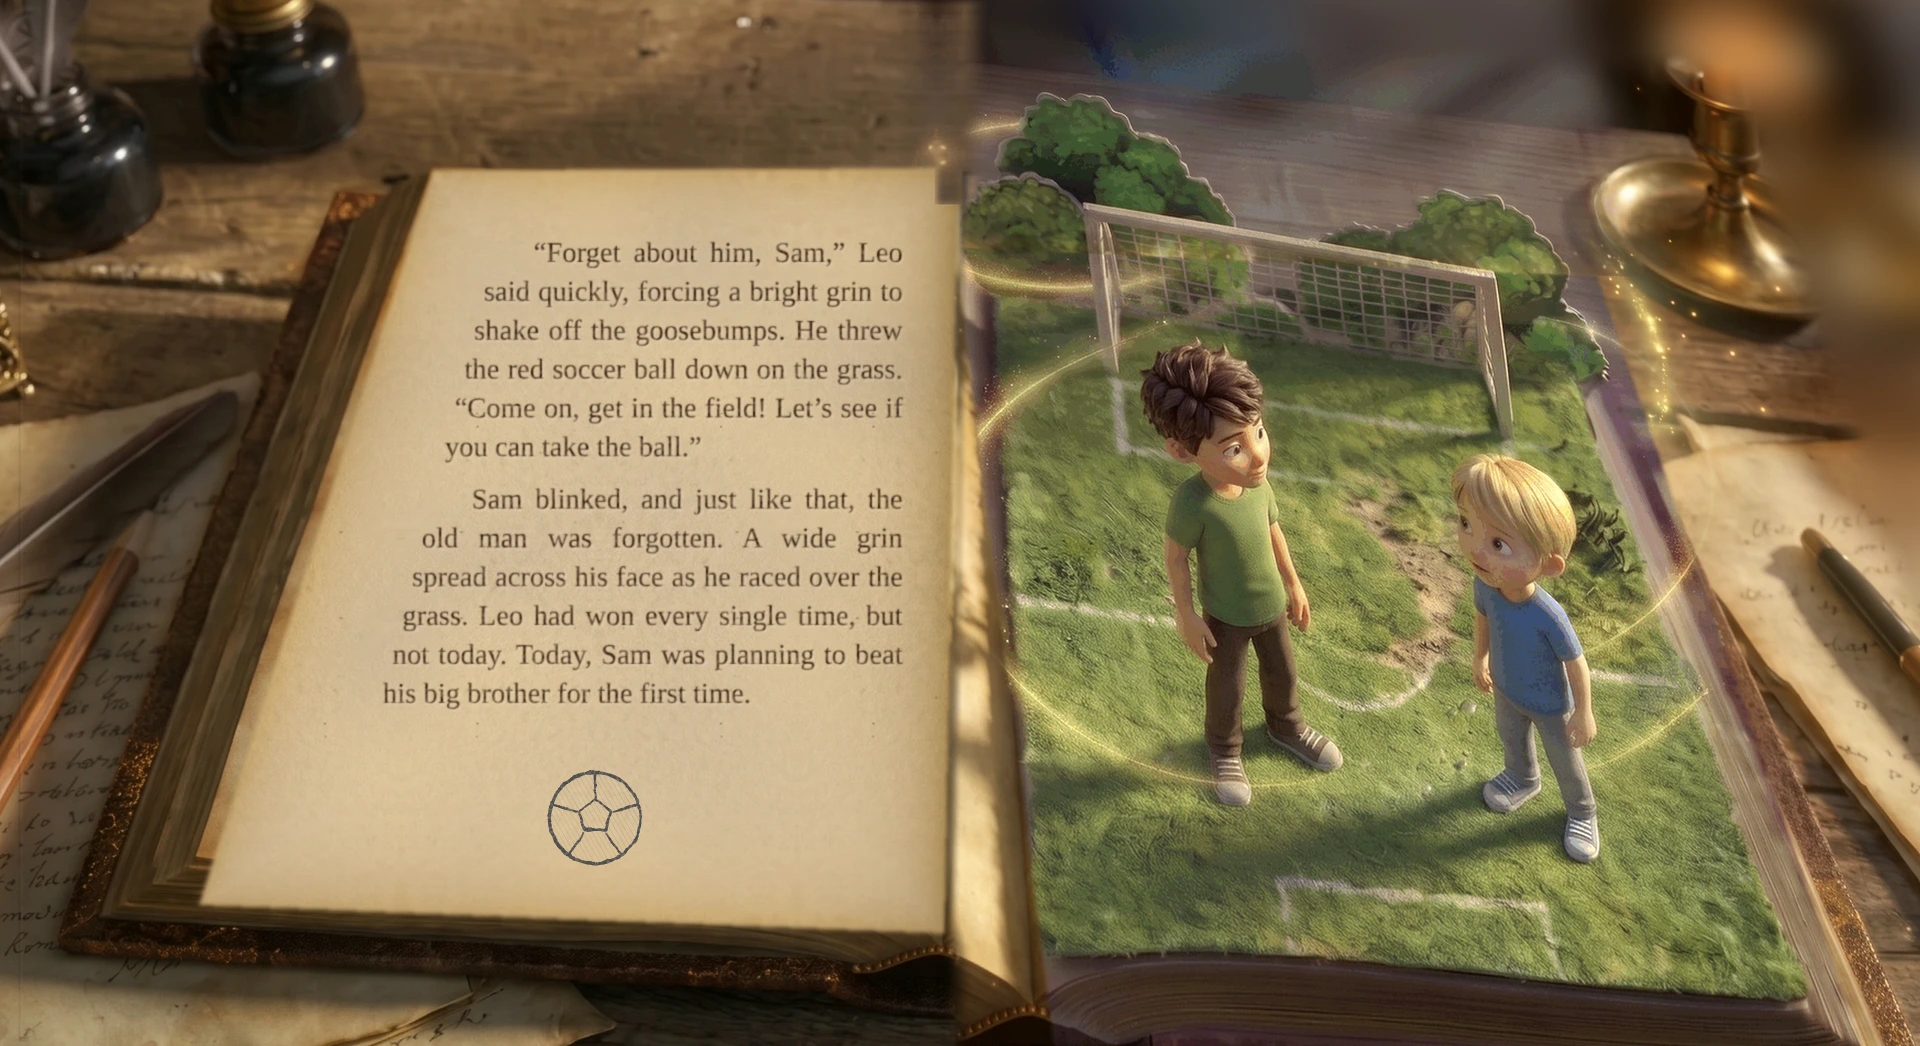 “Forget about him, Sam,” Leo
said quickly, forcing a bright grin to
shake off the goosebumps. He threw
the red soccer ball down on the grass.
“Come on, get in the field! Let’s see if
you can take the ball.”
Sam blinked, and just like that, the
old man was forgotten. A wide grin
spread across his face as he raced over the
grass. Leo had won every single time, but
not today. Today, Sam was planning to beat
his big brother for the first time.